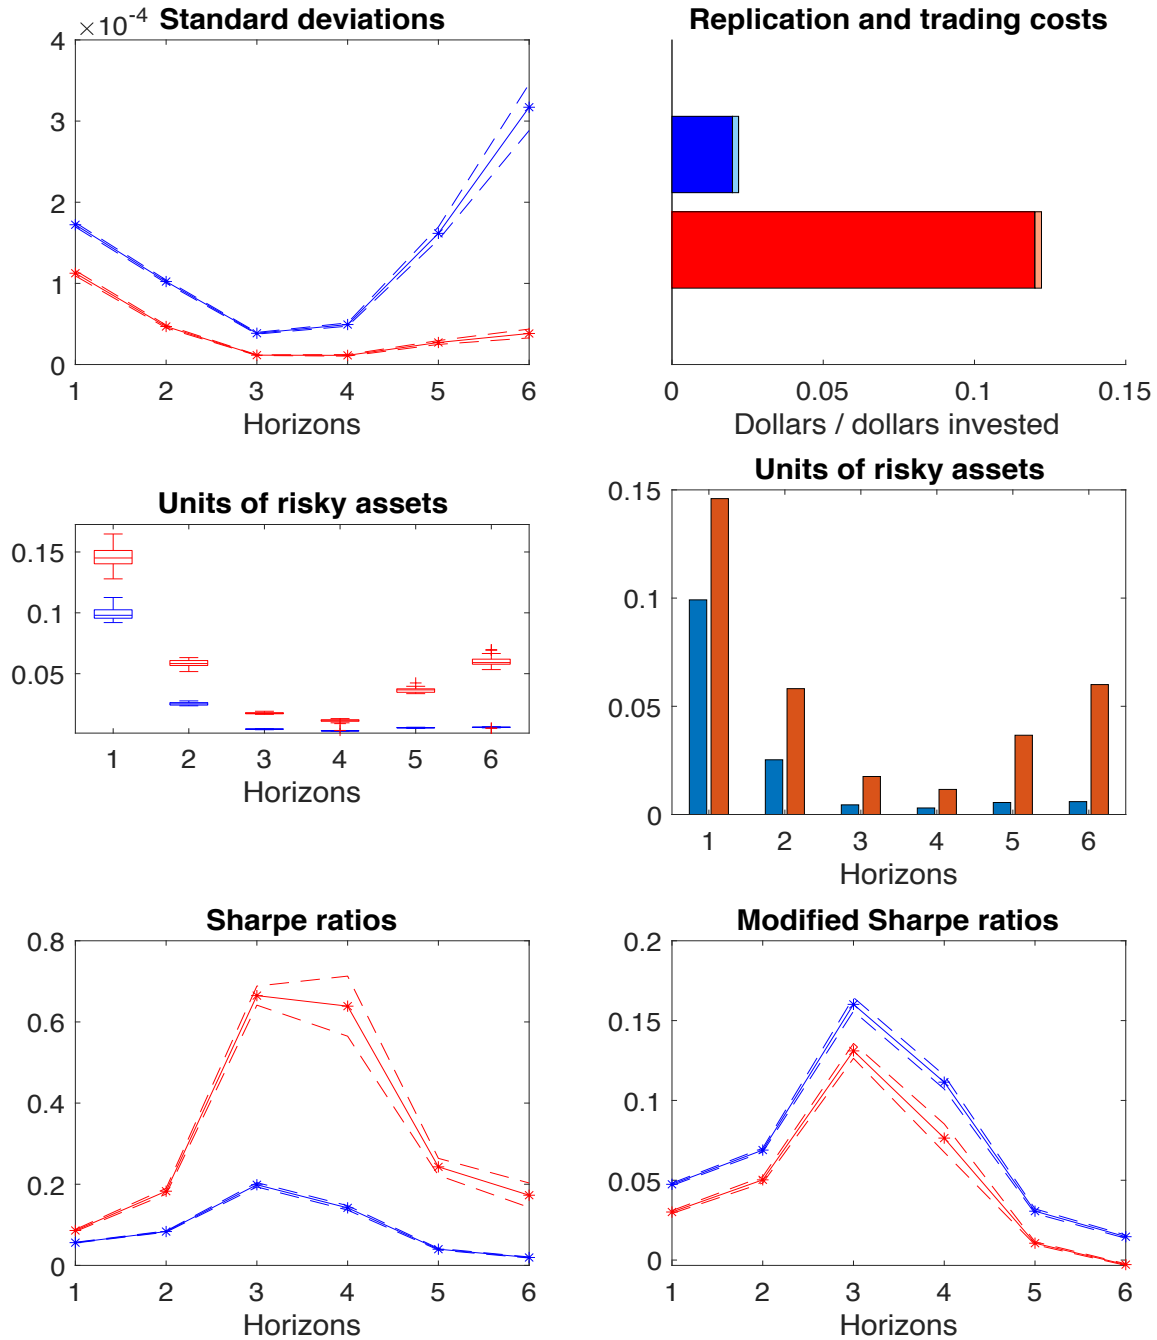 Standard deviations
×10-4
4
3
2
1
0
1 2 3 4 5 6
Horizons
Replication and trading costs
0 0.05 0.1 0.15
Dollars / dollars invested
Units of risky assets
0.15
0.1
0.05
1 2 3 4 5 6
Horizons
Units of risky assets
0.15
0.1
0.05
0
1 2 3 4 5 6
Horizons
Sharpe ratios
0.8
0.6
0.4
0.2
0
1 2 3 4 5 6
Horizons
Modified Sharpe ratios
0.2
0.15
0.1
0.05
0
1 2 3 4 5 6
Horizons